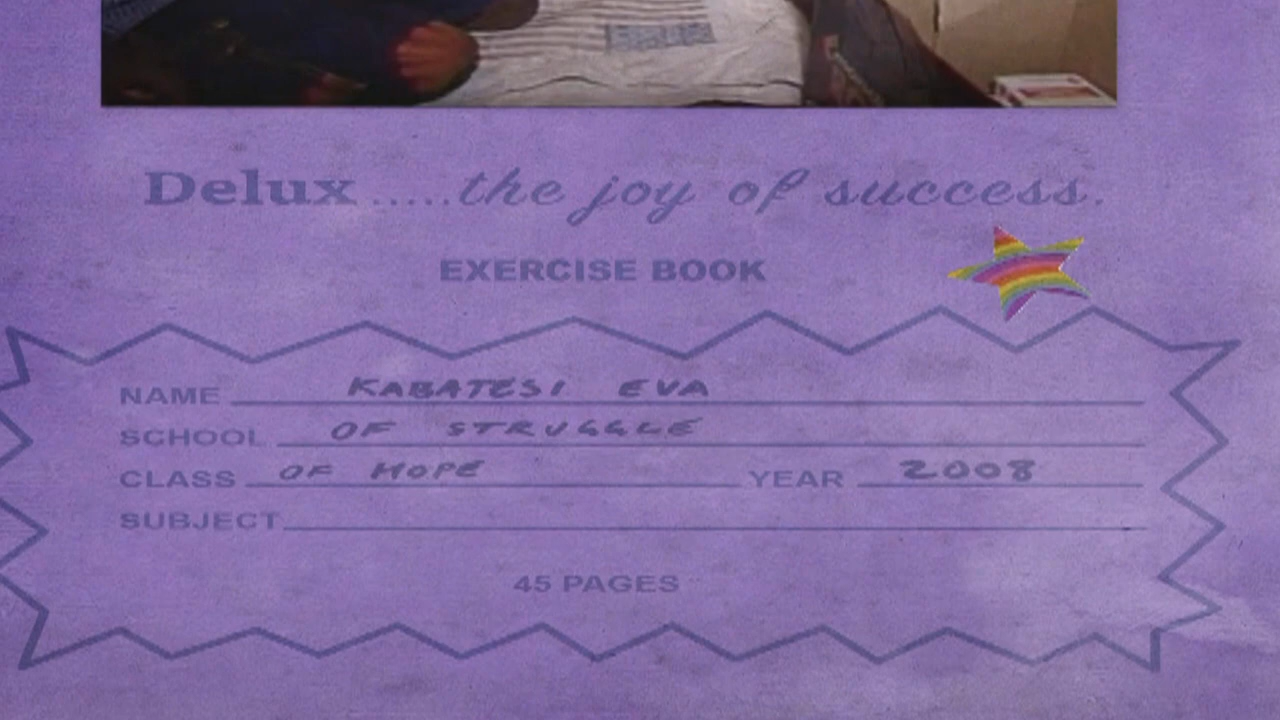 Delux.....the joy of success.
EXERCISE BOOK
NAME KABATESI EVA
SCHOOL OF STRUGGLE
CLASS OF HOPE YEAR 2008
SUBJECT
45 PAGES